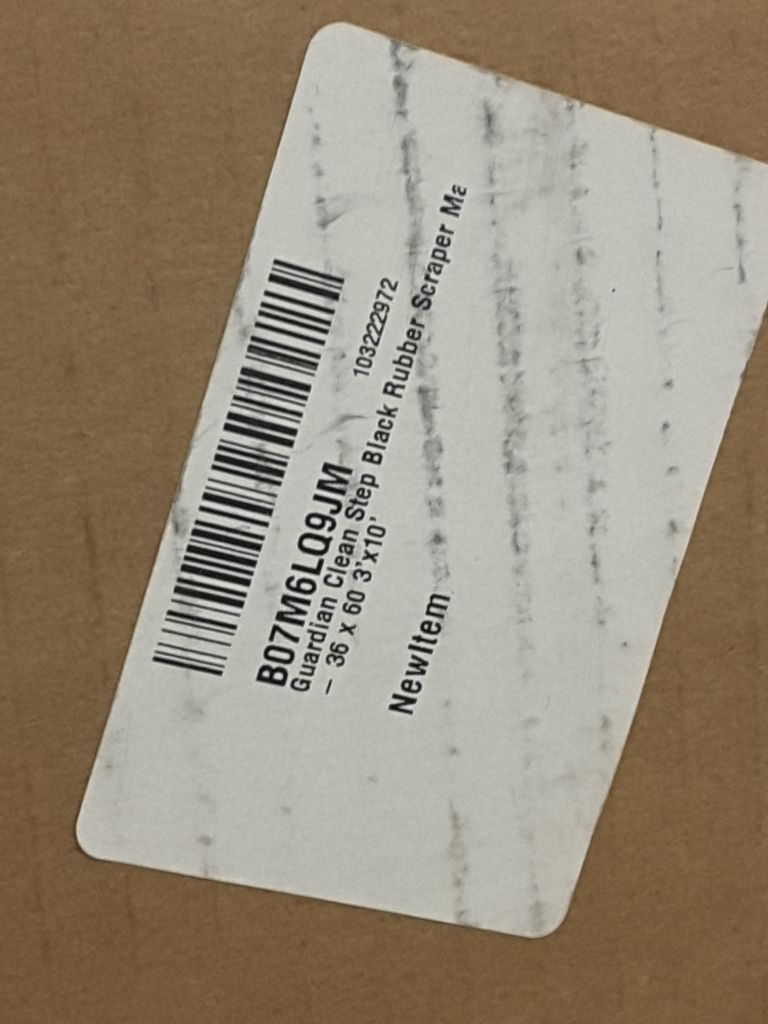 B07M6LQ9JM
103222972
Guardian Clean Step Black Rubber Scraper Ma
– 36 x 60 3'x10'
NewItem